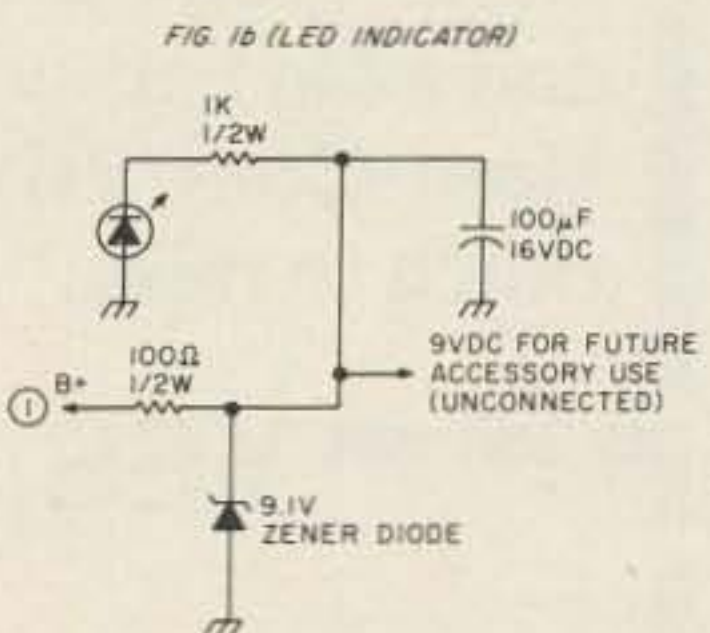 FIG. 1b (LED INDICATOR)
1K
1/2W
100µF
16VDC
9VDC FOR FUTURE
ACCESSORY USE
(UNCONNECTED)
100Ω
1/2W
1
B+
9.1V
ZENER DIODE